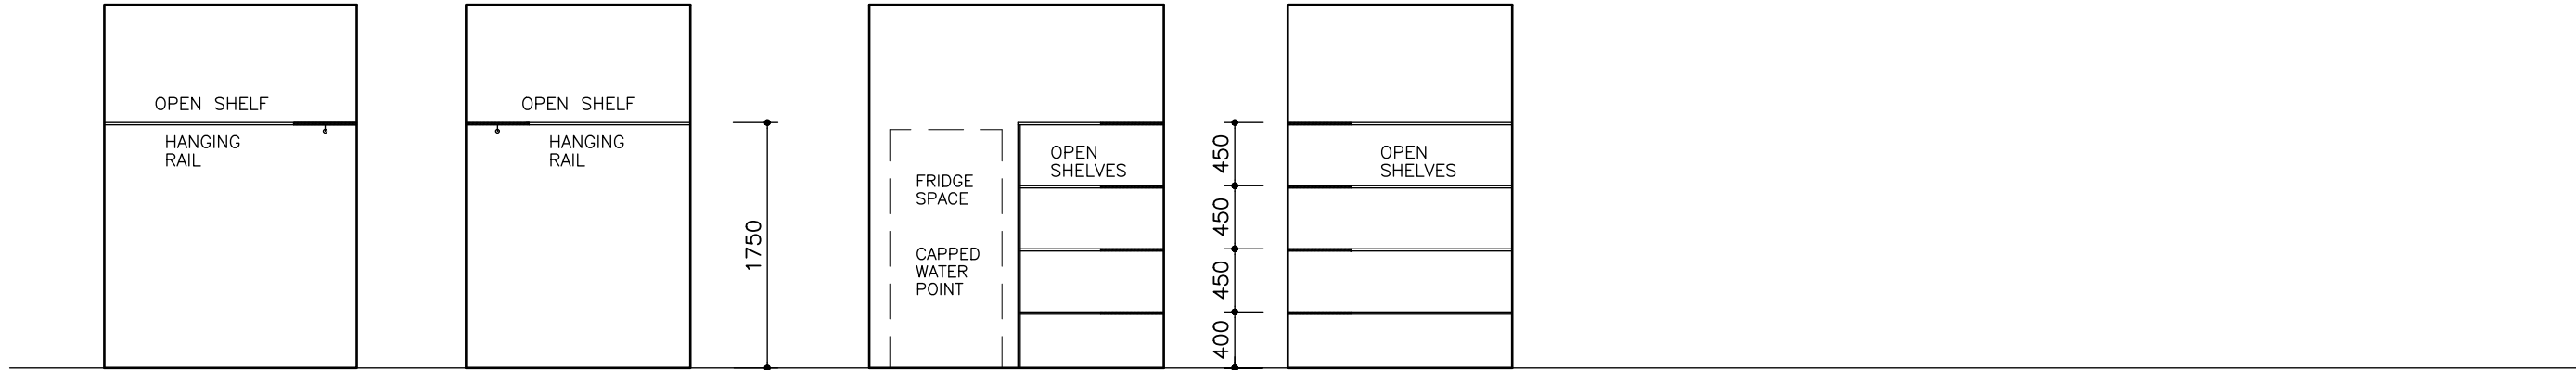 OPEN SHELF
HANGING
RAIL
OPEN SHELF
HANGING
RAIL
1750
FRIDGE
SPACE
CAPPED
WATER
POINT
OPEN
SHELVES
450
450
450
400
OPEN
SHELVES